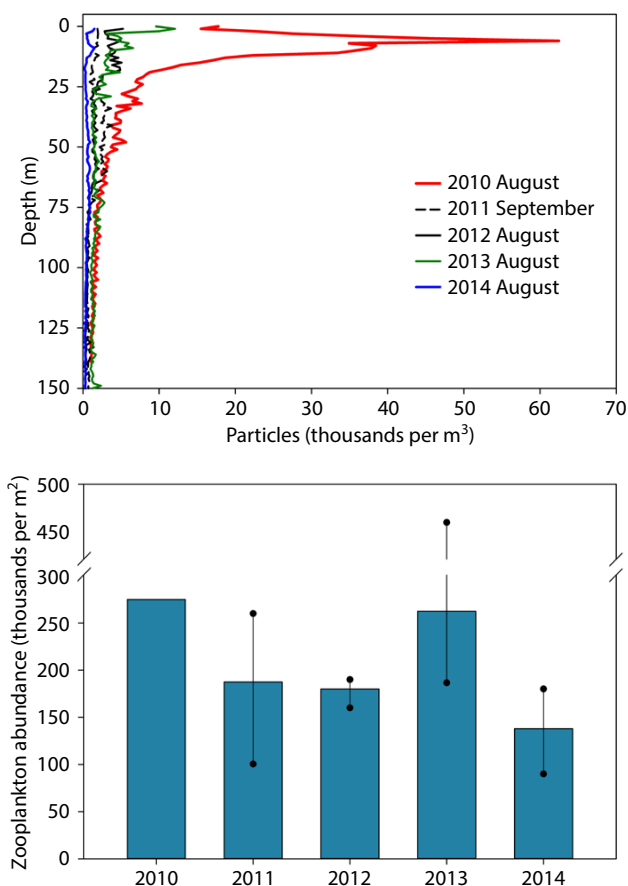 0
25
50
75
100
125
150
Depth (m)
2010 August
2011 September
2012 August
2013 August
2014 August
0 10 20 30 40 50 60 70
Particles (thousands per m³)
500
450
300
250
200
150
100
50
0
Zooplankton abundance (thousands per m²)
2010 2011 2012 2013 2014